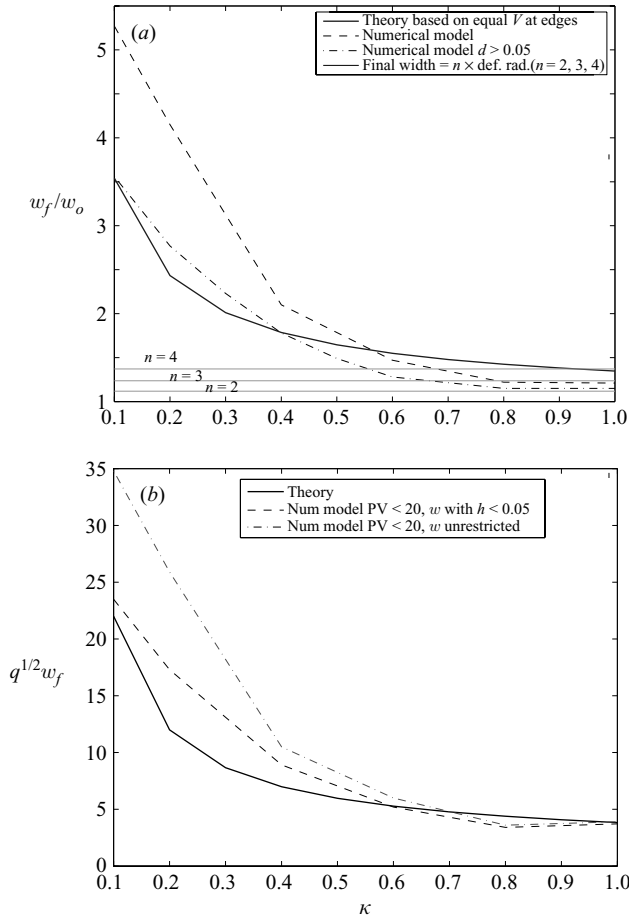 (a)
Theory based on equal V at edges
Numerical model
Numerical model d > 0.05
Final width = n × def. rad.(n = 2, 3, 4)
5
4
w_f/w_o
3
2
n = 4
n = 3
n = 2
1
0.1 0.2 0.3 0.4 0.5 0.6 0.7 0.8 0.9 1.0
(b)
Theory
Num model PV < 20, w with h < 0.05
Num model PV < 20, w unrestricted
35
30
25
20
q^{1/2}w_f
15
10
5
0
0.1 0.2 0.3 0.4 0.5 0.6 0.7 0.8 0.9 1.0
κ